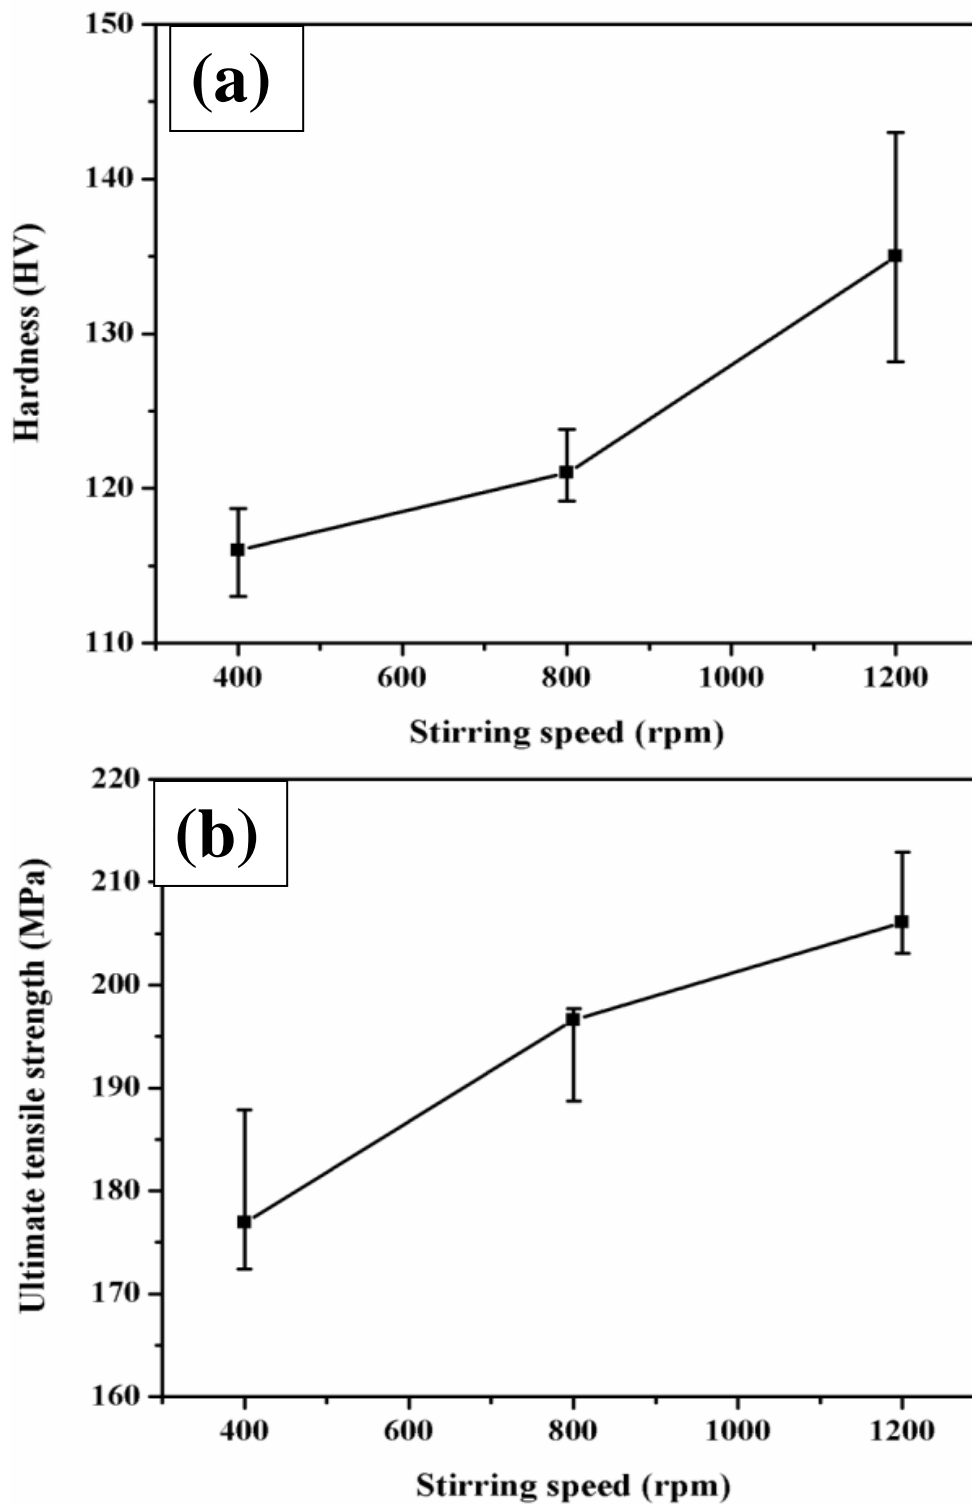 150
(a)
140
130
120
110
Hardness (HV)
400 600 800 1000 1200
Stirring speed (rpm)
220
(b)
210
200
190
180
170
160
Ultimate tensile strength (MPa)
400 600 800 1000 1200
Stirring speed (rpm)